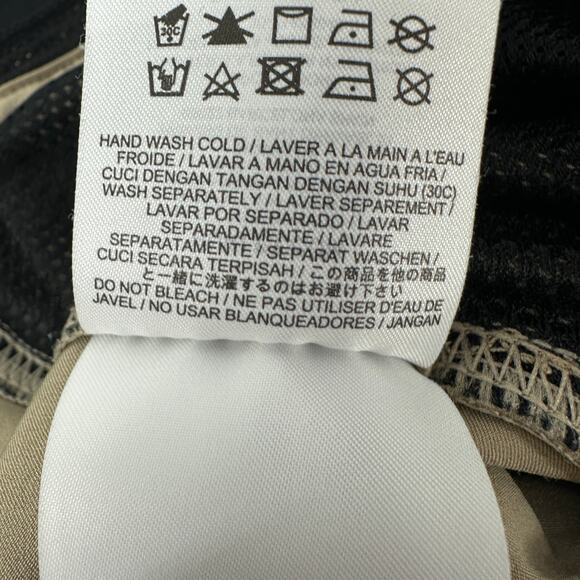 30C
HAND WASH COLD / LAVER A LA MAIN A L'EAU
FROIDE / LAVAR A MANO EN AGUA FRIA /
CUCI DENGAN TANGAN DENGAN SUHU (30C)
WASH SEPARATELY / LAVER SEPAREMENT /
LAVAR POR SEPARADO / LAVAR
SEPARADAMENTE / LAVARE
SEPARATAMENTE / SEPARAT WASCHEN /
CUCI SECARA TERPISAH / この商品を他の商品
と一緒に洗濯するのはお避け下さい
DO NOT BLEACH / NE PAS UTILISER D'EAU DE
JAVEL / NO USAR BLANQUEADORES / JANGAN